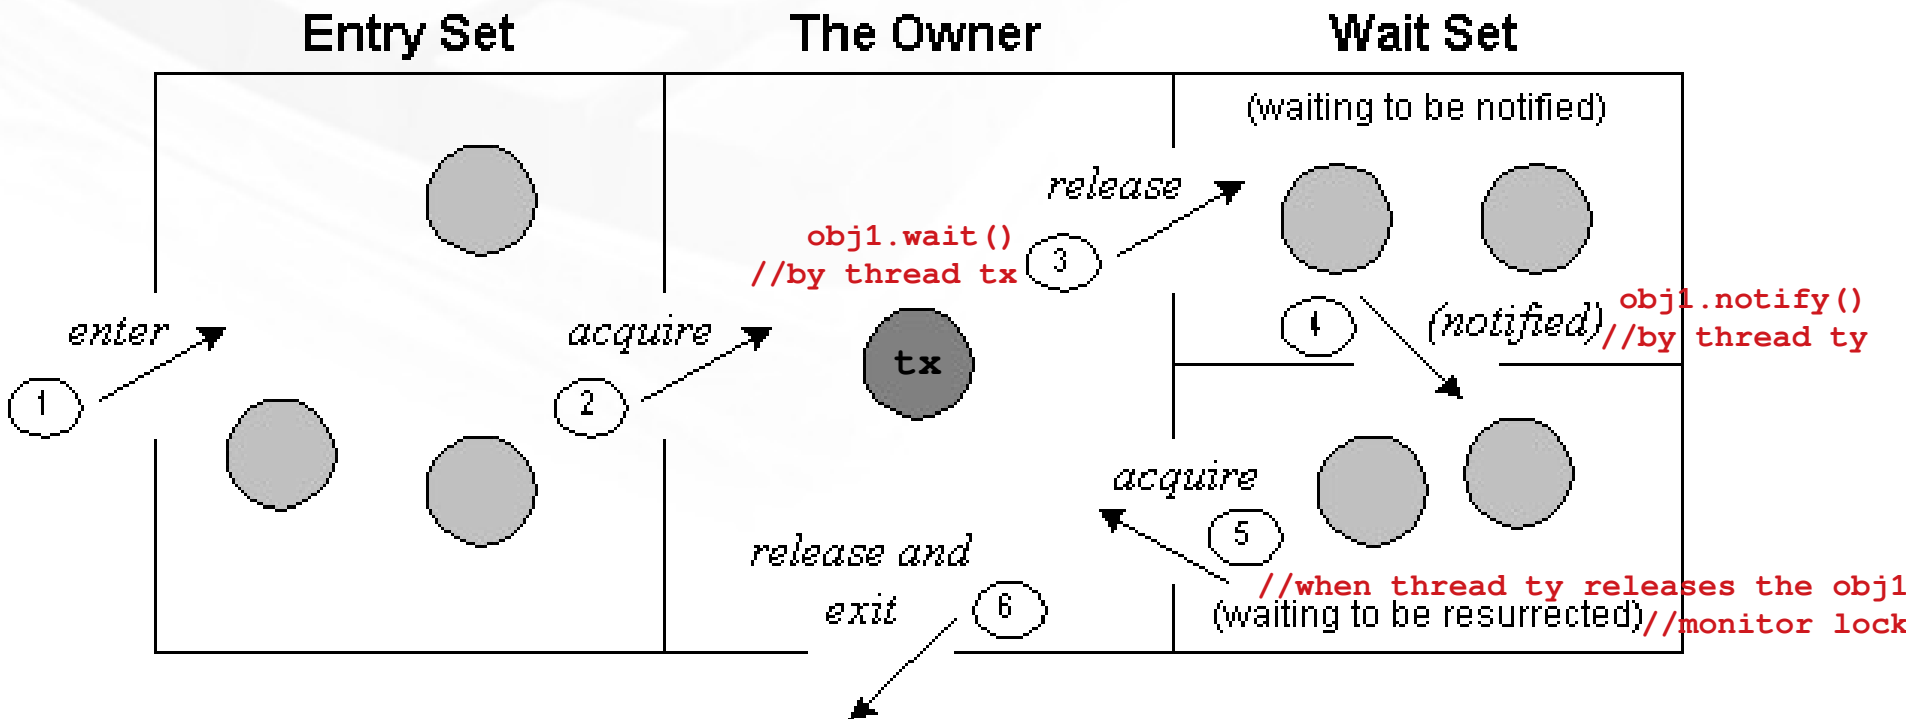 Entry Set
The Owner
Wait Set
(waiting to be notified)
release
obj1.wait()
//by thread tx
3
enter
1
acquire
2
tx
4
(notified)
obj1.notify()
//by thread ty
acquire
5
//when thread ty releases the obj1
(waiting to be resurrected)
//monitor lock
release and
exit
6